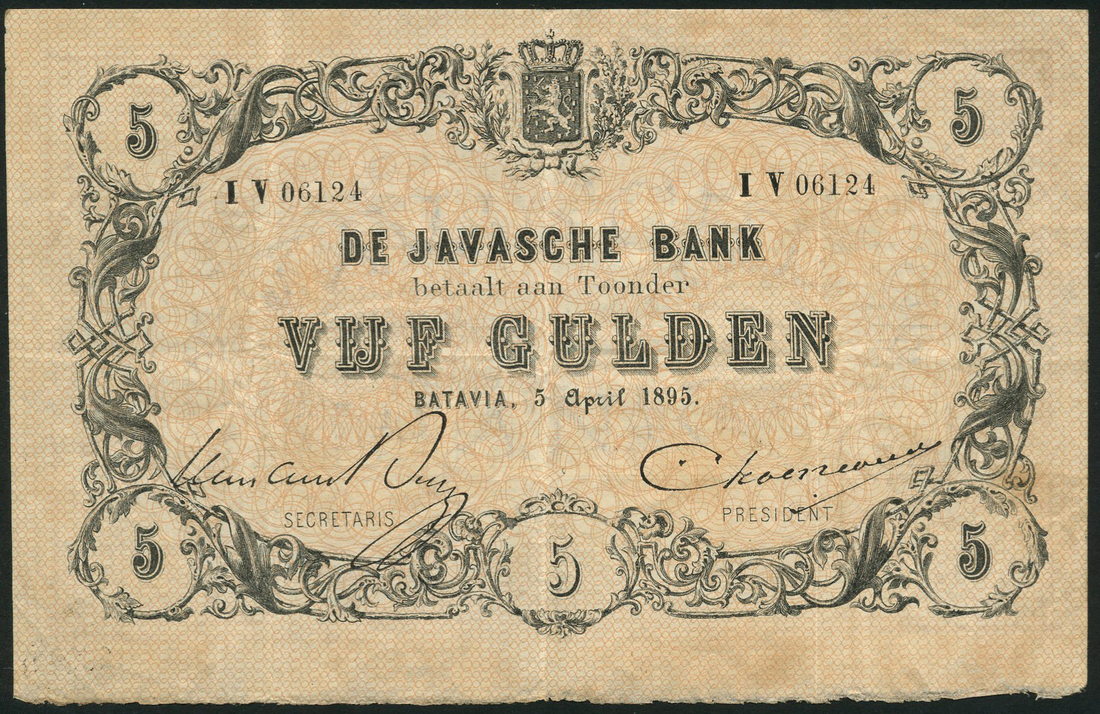 5 5
I V 06124 I V 06124
DE JAVASCHE BANK
betaalt aan Toonder
VIJF GULDEN
BATAVIA, 5 April 1895.
SECRETARIS PRESIDENT
5 5 5